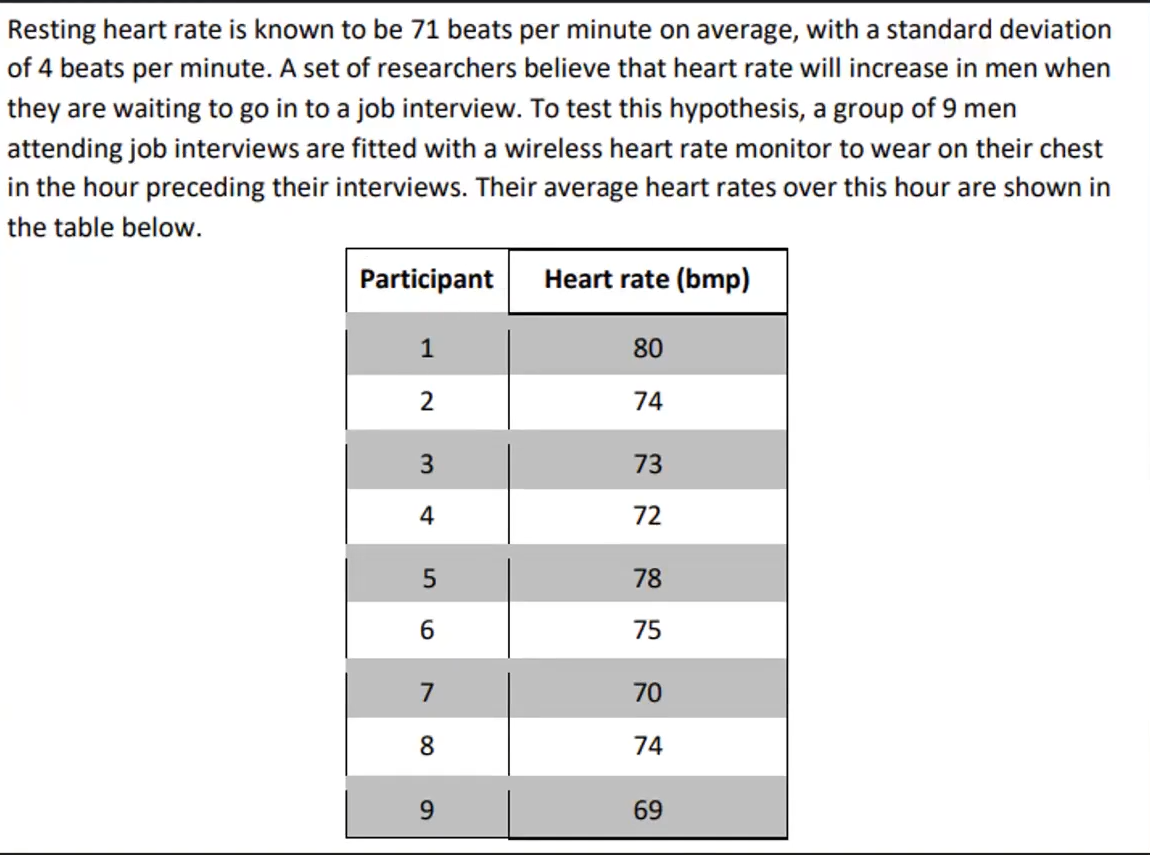 Resting heart rate is known to be 71 beats per minute on average, with a standard deviation
of 4 beats per minute. A set of researchers believe that heart rate will increase in men when
they are waiting to go in to a job interview. To test this hypothesis, a group of 9 men
attending job interviews are fitted with a wireless heart rate monitor to wear on their chest
in the hour preceding their interviews. Their average heart rates over this hour are shown in
the table below.
Participant Heart rate (bmp)
1 80
2 74
3 73
4 72
5 78
6 75
7 70
8 74
9 69